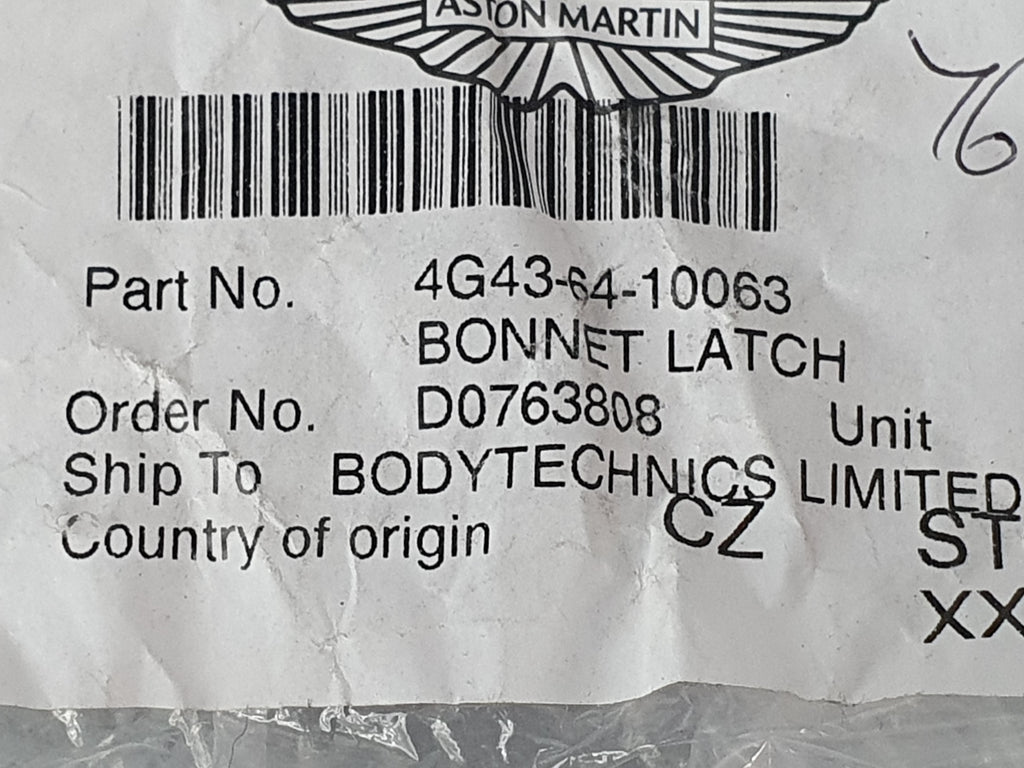 ASTON MARTIN
76
Part No. 4G43-64-10063
BONNET LATCH
Order No. D0763808 Unit
Ship To BODYTECHNICS LIMITED
Country of origin CZ ST
XX